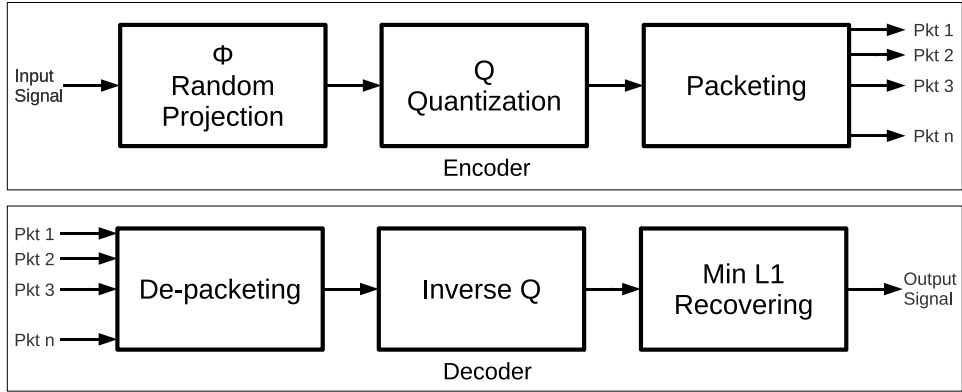 Input
Signal
Φ
Random
Projection
Q
Quantization
Packeting
Pkt 1
Pkt 2
Pkt 3
Pkt n
Encoder
Pkt 1
Pkt 2
Pkt 3
Pkt n
De-packeting
Inverse Q
Min L1
Recovering
Output
Signal
Decoder